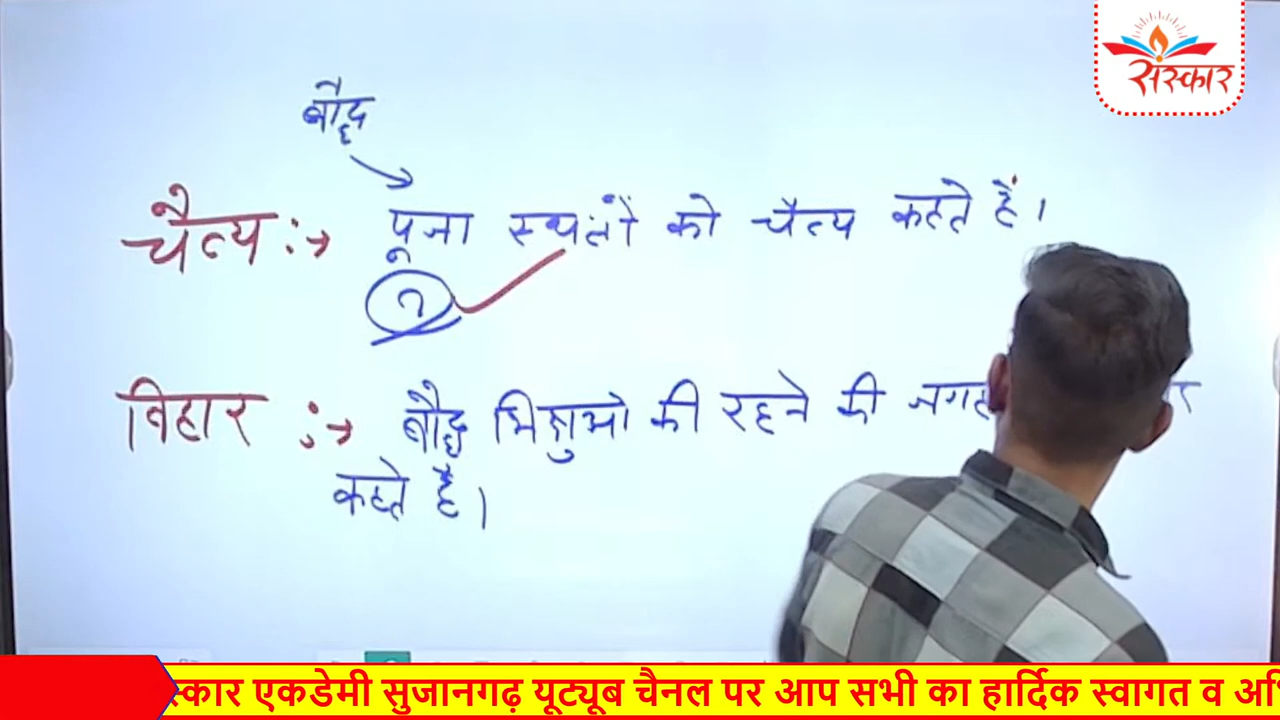 संस्कार
बौद्ध
चैत्य :→ पूजा स्थलों को चैत्य कहते हैं।
?
विहार :→ बौद्ध भिक्षुओ की रहने की जगह
कहते है।
स्कार एकडेमी सुजानगढ़ यूट्यूब चैनल पर आप सभी का हार्दिक स्वागत व